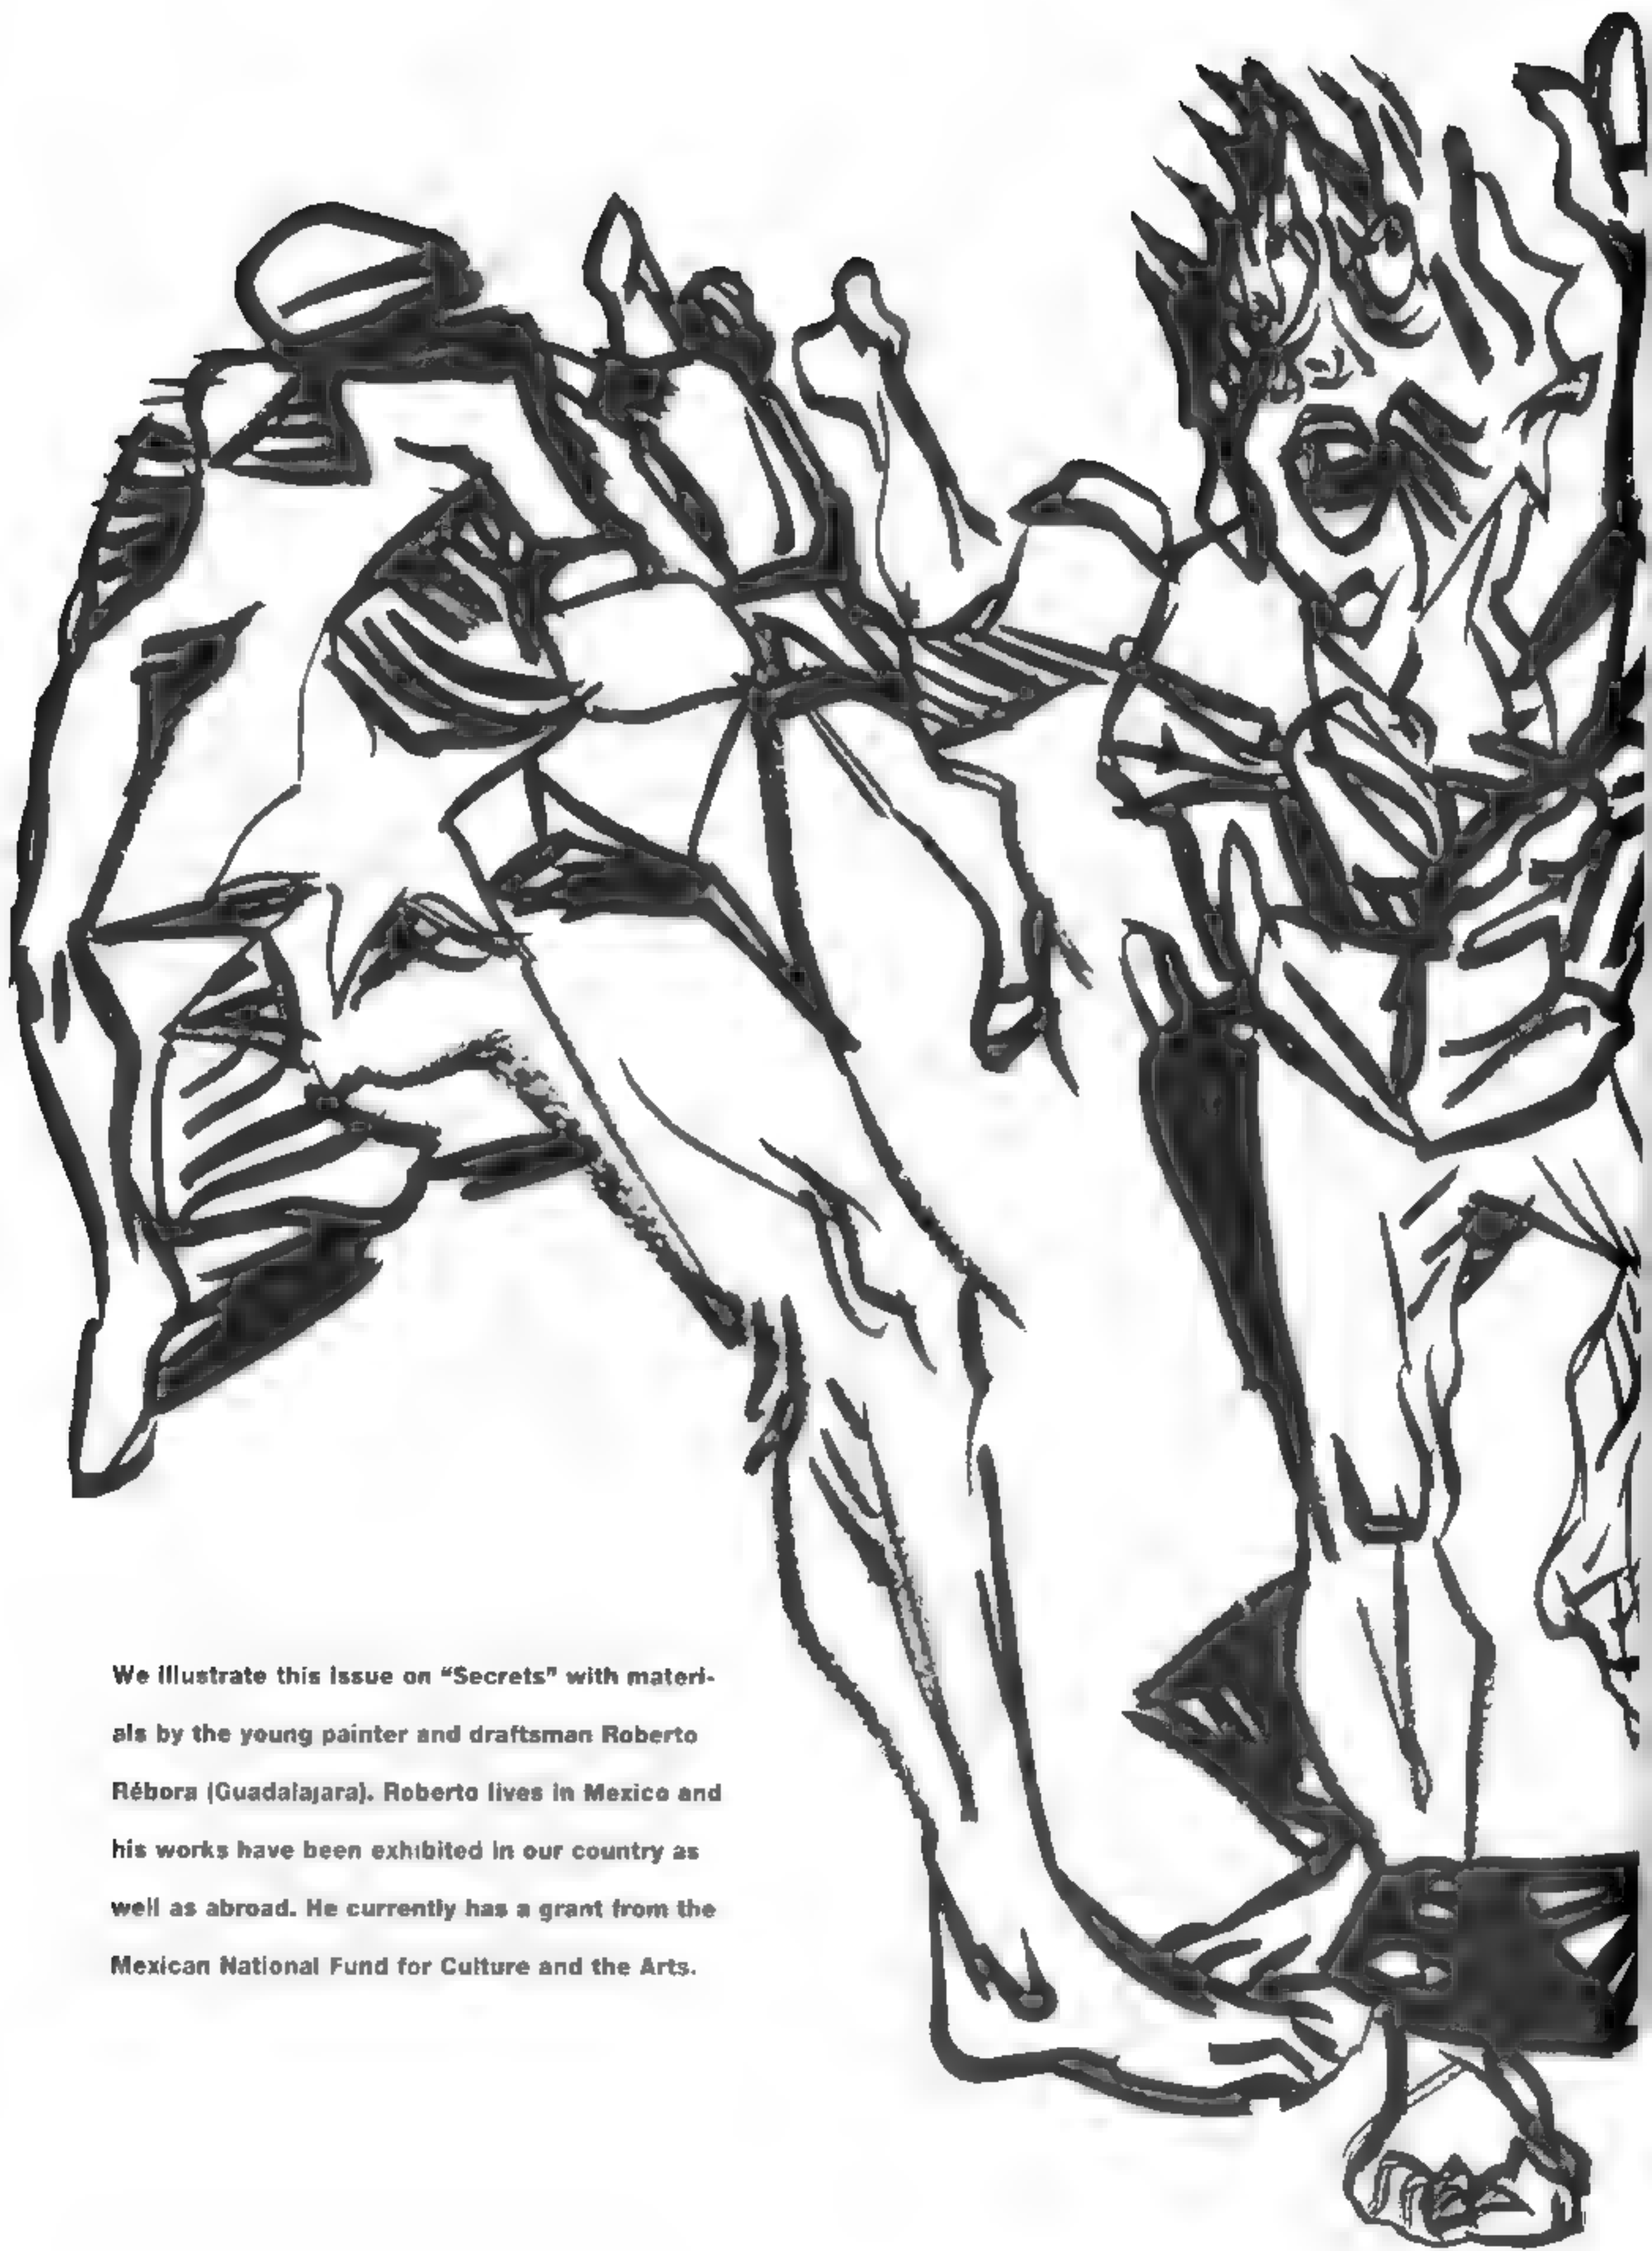 We illustrate this issue on “Secrets” with materi-
als by the young painter and draftsman Roberto
Rébora (Guadalajara). Roberto lives in Mexico and
his works have been exhibited in our country as
well as abroad. He currently has a grant from the
Mexican National Fund for Culture and the Arts.